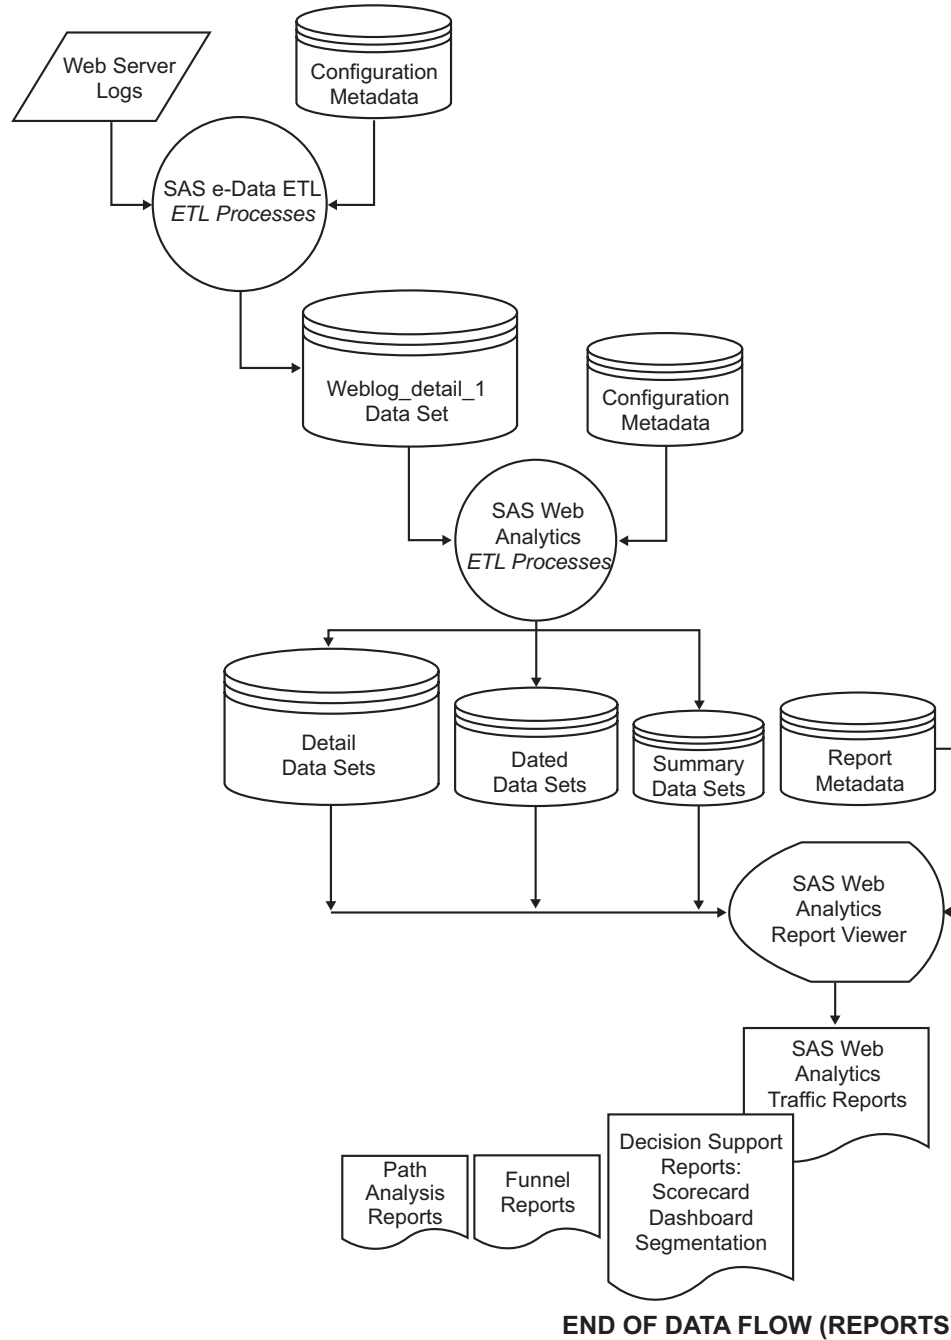 Web Server
Logs
Configuration
Metadata
SAS e-Data ETL
ETL Processes
Weblog_detail_1
Data Set
Configuration
Metadata
SAS Web
Analytics
ETL Processes
Detail
Data Sets
Dated
Data Sets
Summary
Data Sets
Report
Metadata
SAS Web
Analytics
Report Viewer
SAS Web
Analytics
Traffic Reports
Decision Support
Reports:
Scorecard
Dashboard
Segmentation
Path
Analysis
Reports
Funnel
Reports
END OF DATA FLOW (REPORTS